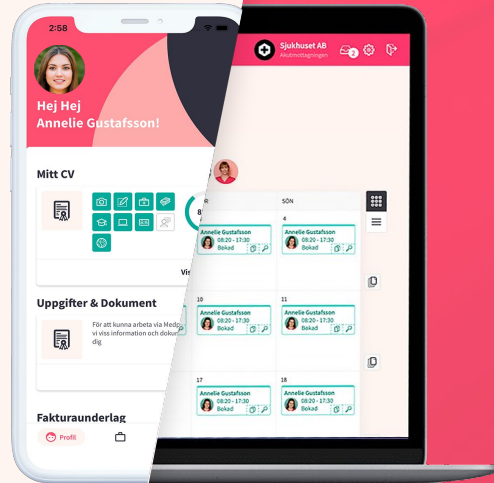 2:58
Hej Hej
Annelie Gustafsson!
Mitt CV
Uppgifter & Dokument
För att kunna arbeta via Medp
vi viss information och dokum
dig
Fakturaunderlag
Profil
Sjukhuset AB
Akutmottagningen
2
SÖN
4
Annelie Gustafsson
08:20 - 17:30
Bokad
Annelie Gustafsson
08:20 - 17:30
Bokad
10
11
Annelie Gustafsson
08:20 - 17:30
Bokad
Annelie Gustafsson
08:20 - 17:30
Bokad
17
18
Annelie Gustafsson
08:20 - 17:30
Bokad
Annelie Gustafsson
08:20 - 17:30
Bokad